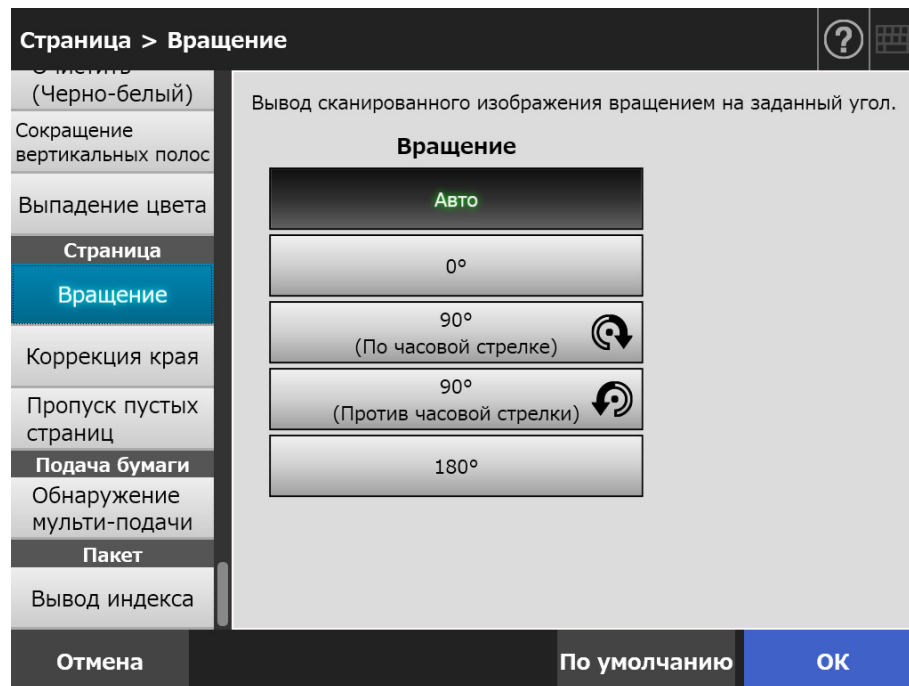 Страница > Вращение
?
(Черно-белый)
Сокращение
вертикальных полос
Выпадение цвета
Страница
Вращение
Коррекция края
Пропуск пустых
страниц
Подача бумаги
Обнаружение
мульти-подачи
Пакет
Вывод индекса
Вывод сканированного изображения вращением на заданный угол.
Вращение
Авто
0°
90°
(По часовой стрелке)
90°
(Против часовой стрелки)
180°
Отмена
По умолчанию
ОК